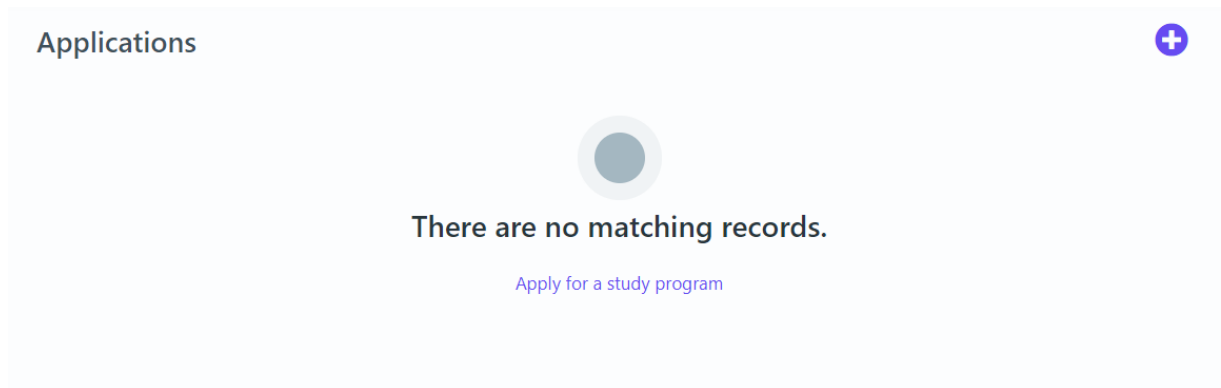 Applications
There are no matching records.
Apply for a study program